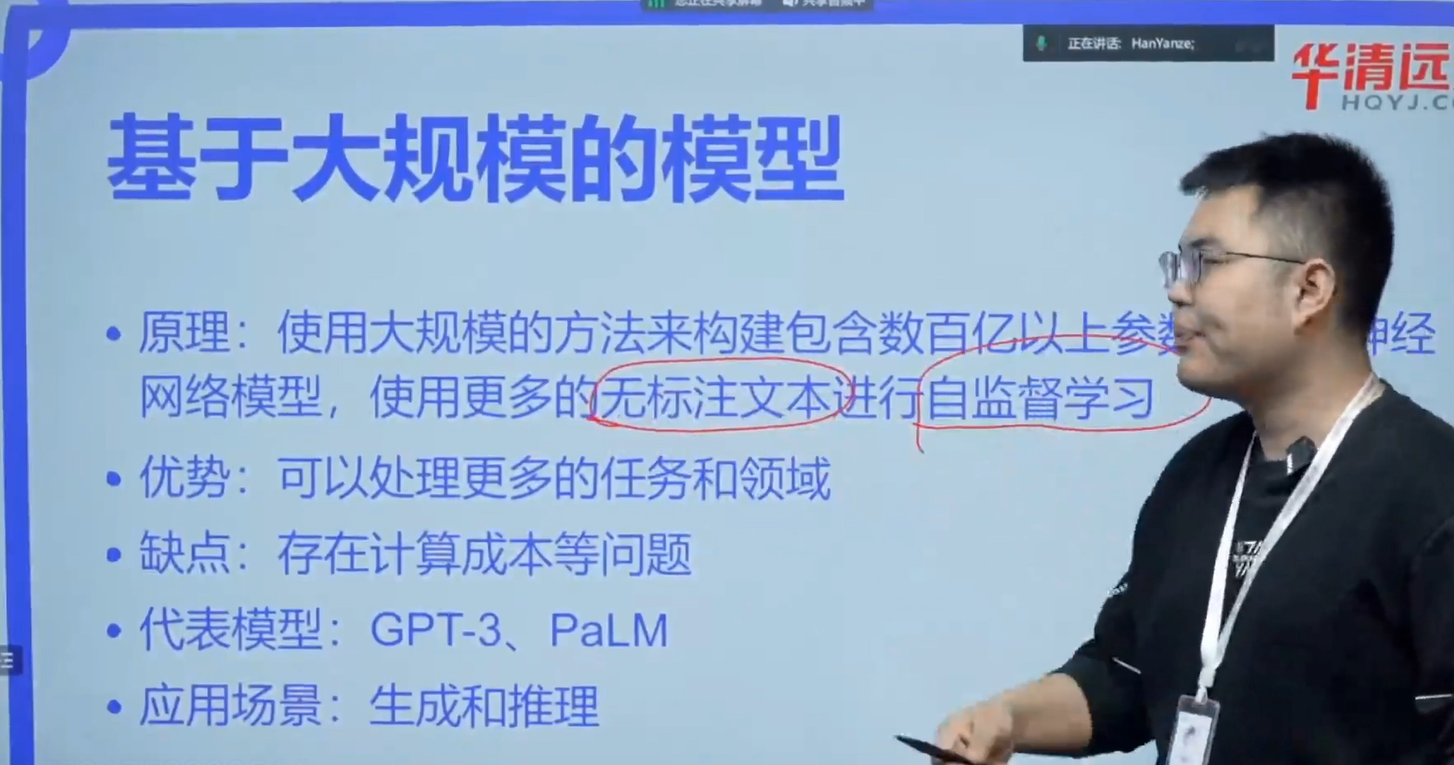 正在讲话: HanYanze;
华清远
HQYJ.C
基于大规模的模型
• 原理：使用大规模的方法来构建包含数百亿以上参数 神经
网络模型，使用更多的无标注文本进行自监督学习
• 优势：可以处理更多的任务和领域
• 缺点：存在计算成本等问题
• 代表模型：GPT-3、PaLM
• 应用场景：生成和推理